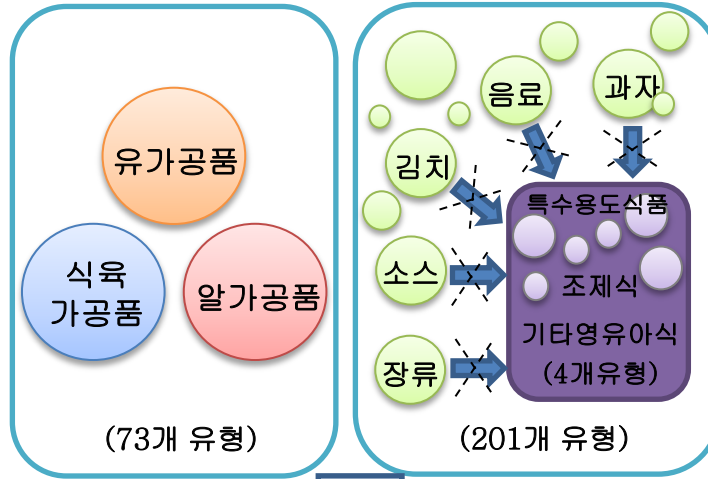 유가공품
식육
가공품
알가공품
(73개 유형)
음료
과자
김치
소스
장류
특수용도식품
조제식
기타영유아식
(4개유형)
(201개 유형)